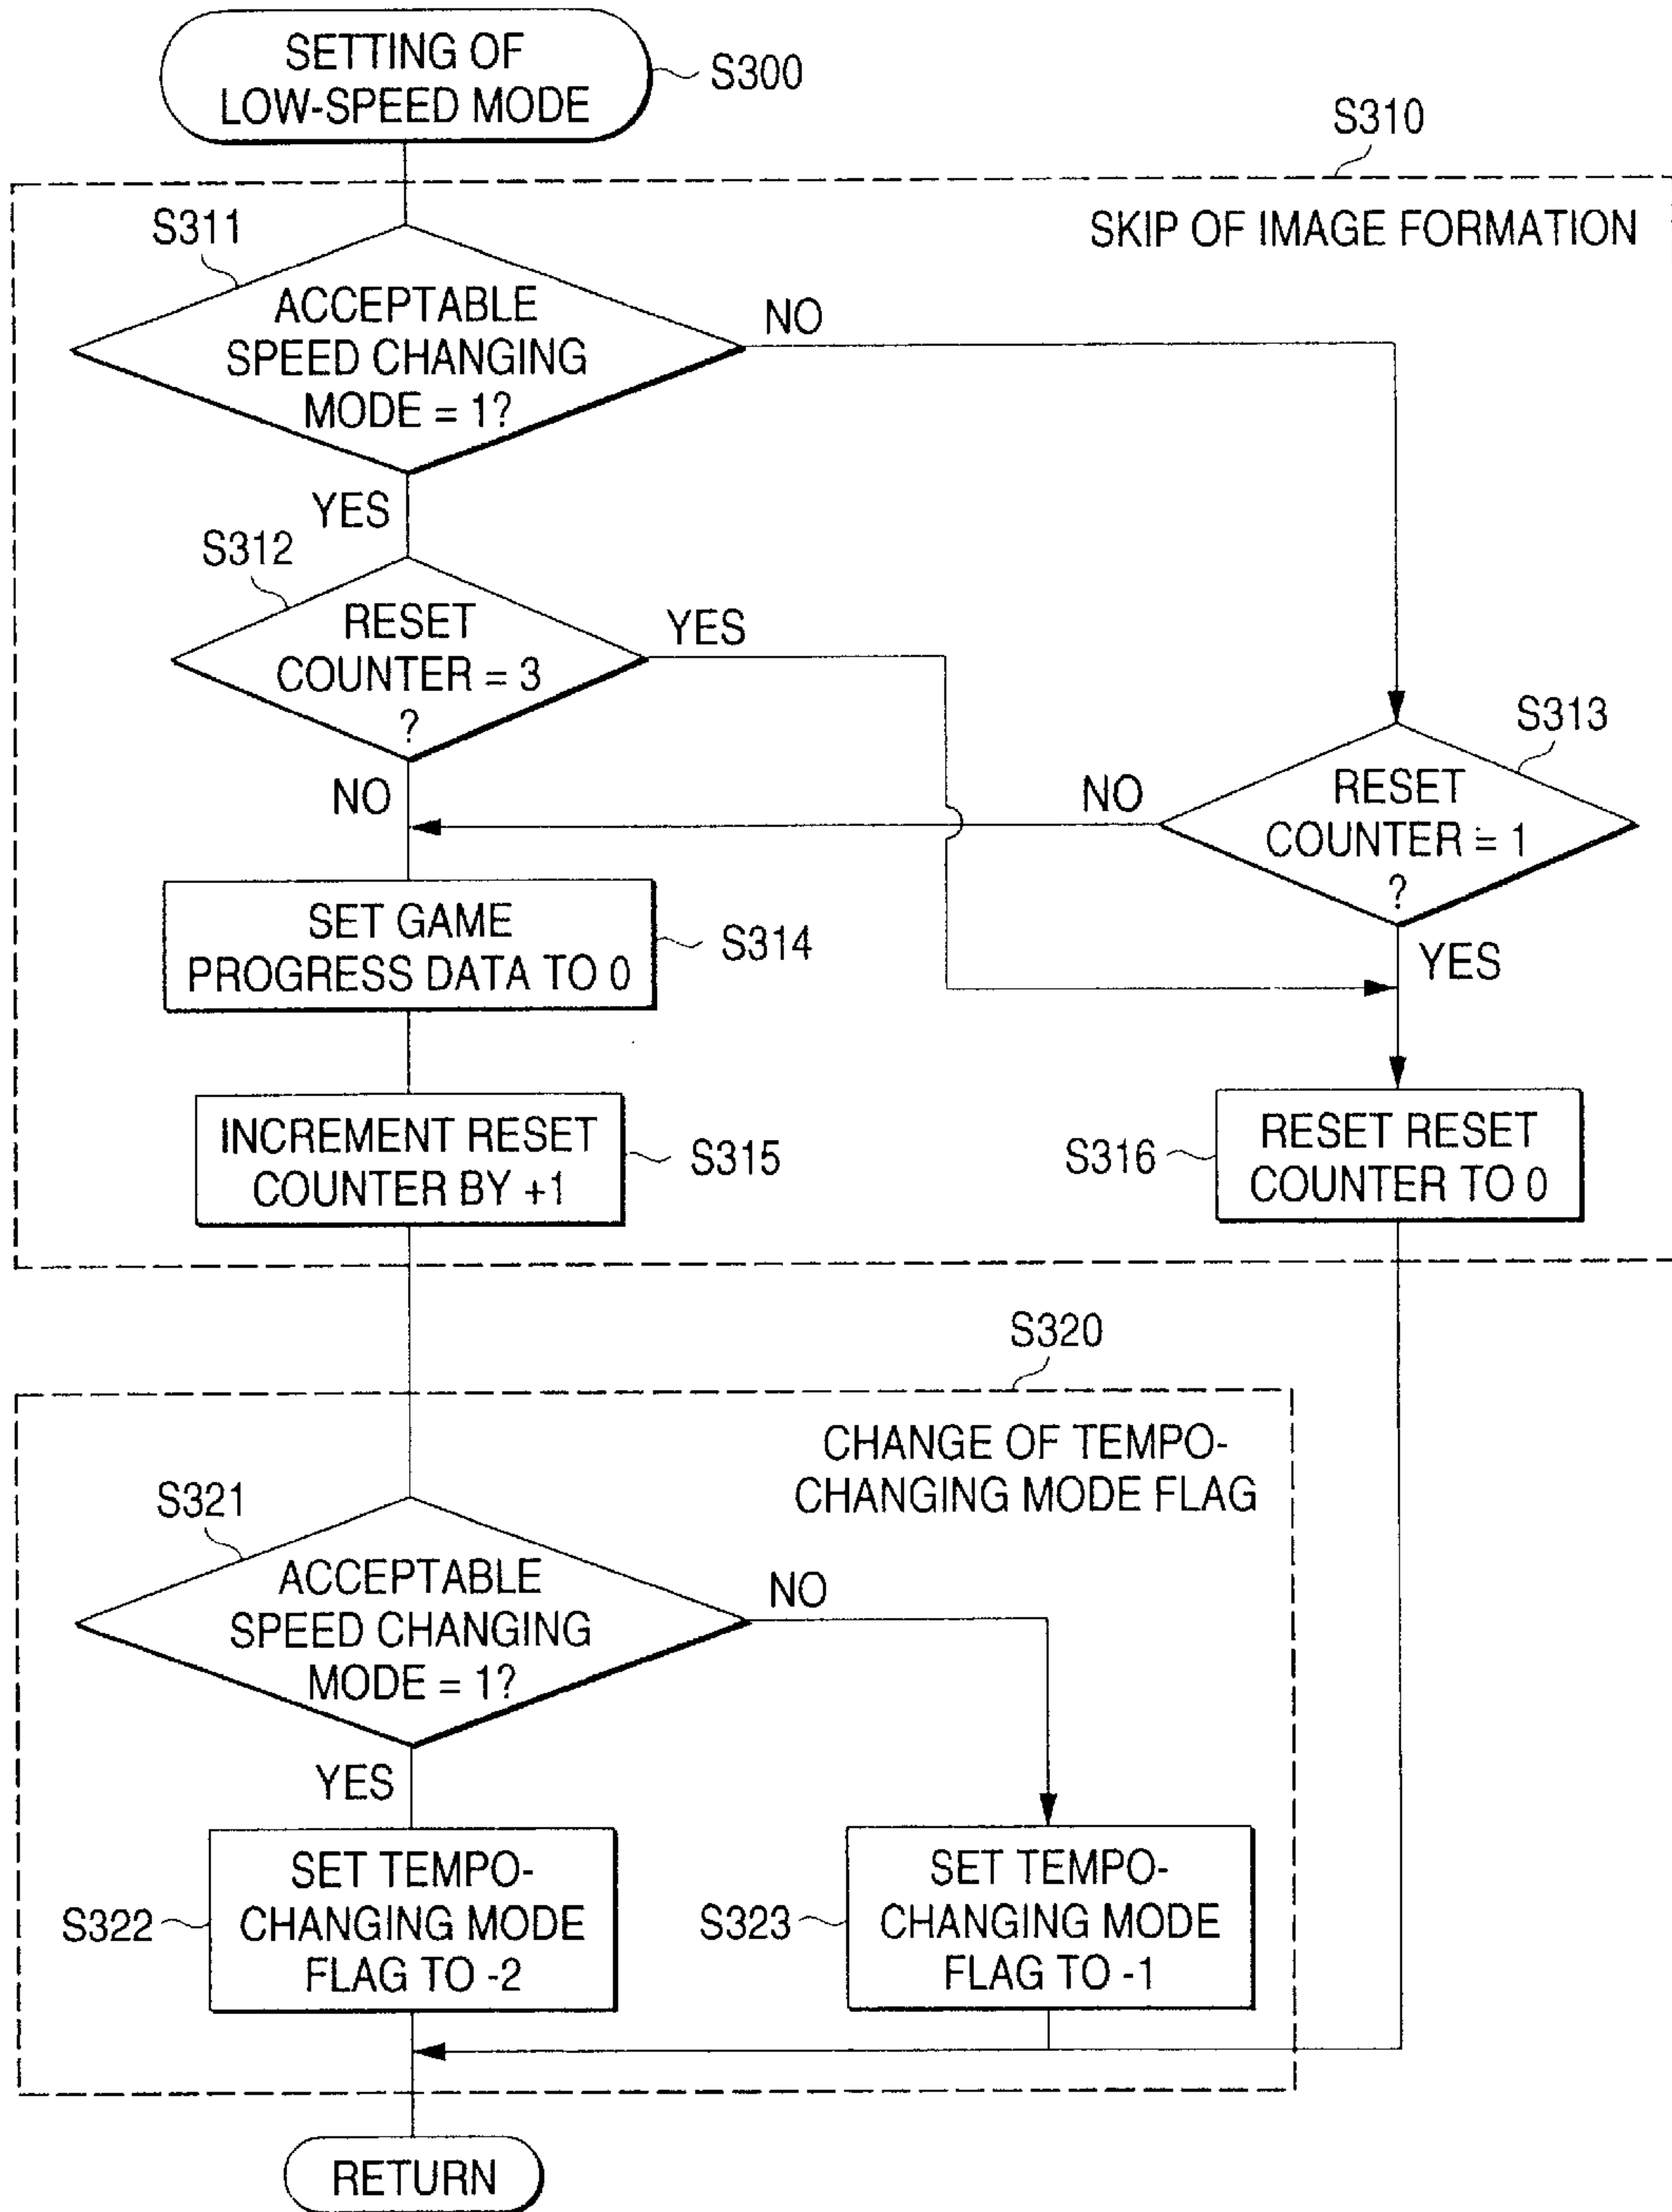 SETTING OF
LOW-SPEED MODE
S300
S310
SKIP OF IMAGE FORMATION
S311
ACCEPTABLE
SPEED CHANGING
MODE = 1?
NO
YES
S312
RESET
COUNTER = 3
?
YES
NO
S313
RESET
COUNTER = 1
?
NO
YES
SET GAME
PROGRESS DATA TO 0
S314
INCREMENT RESET
COUNTER BY +1
S315
S316
RESET RESET
COUNTER TO 0
S320
CHANGE OF TEMPO-
CHANGING MODE FLAG
S321
ACCEPTABLE
SPEED CHANGING
MODE = 1?
NO
YES
S322
SET TEMPO-
CHANGING MODE
FLAG TO -2
S323
SET TEMPO-
CHANGING MODE
FLAG TO -1
RETURN